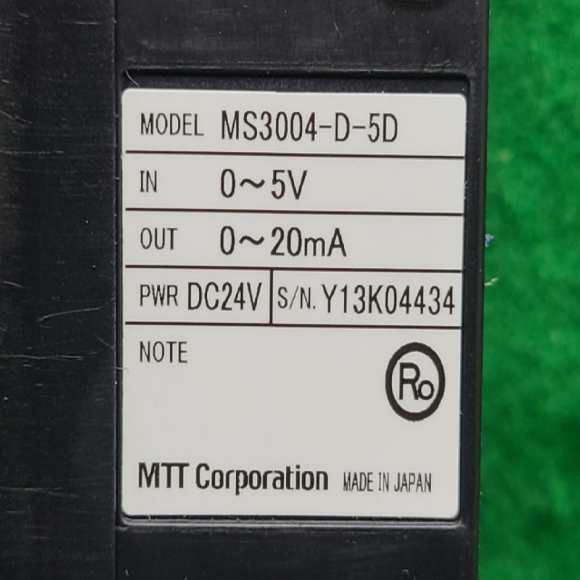 MODEL MS3004-D-5D
IN 0～5V
OUT 0～20mA
PWR DC24V S/N. Y13K04434
NOTE
Ro
MTT Corporation MADE IN JAPAN